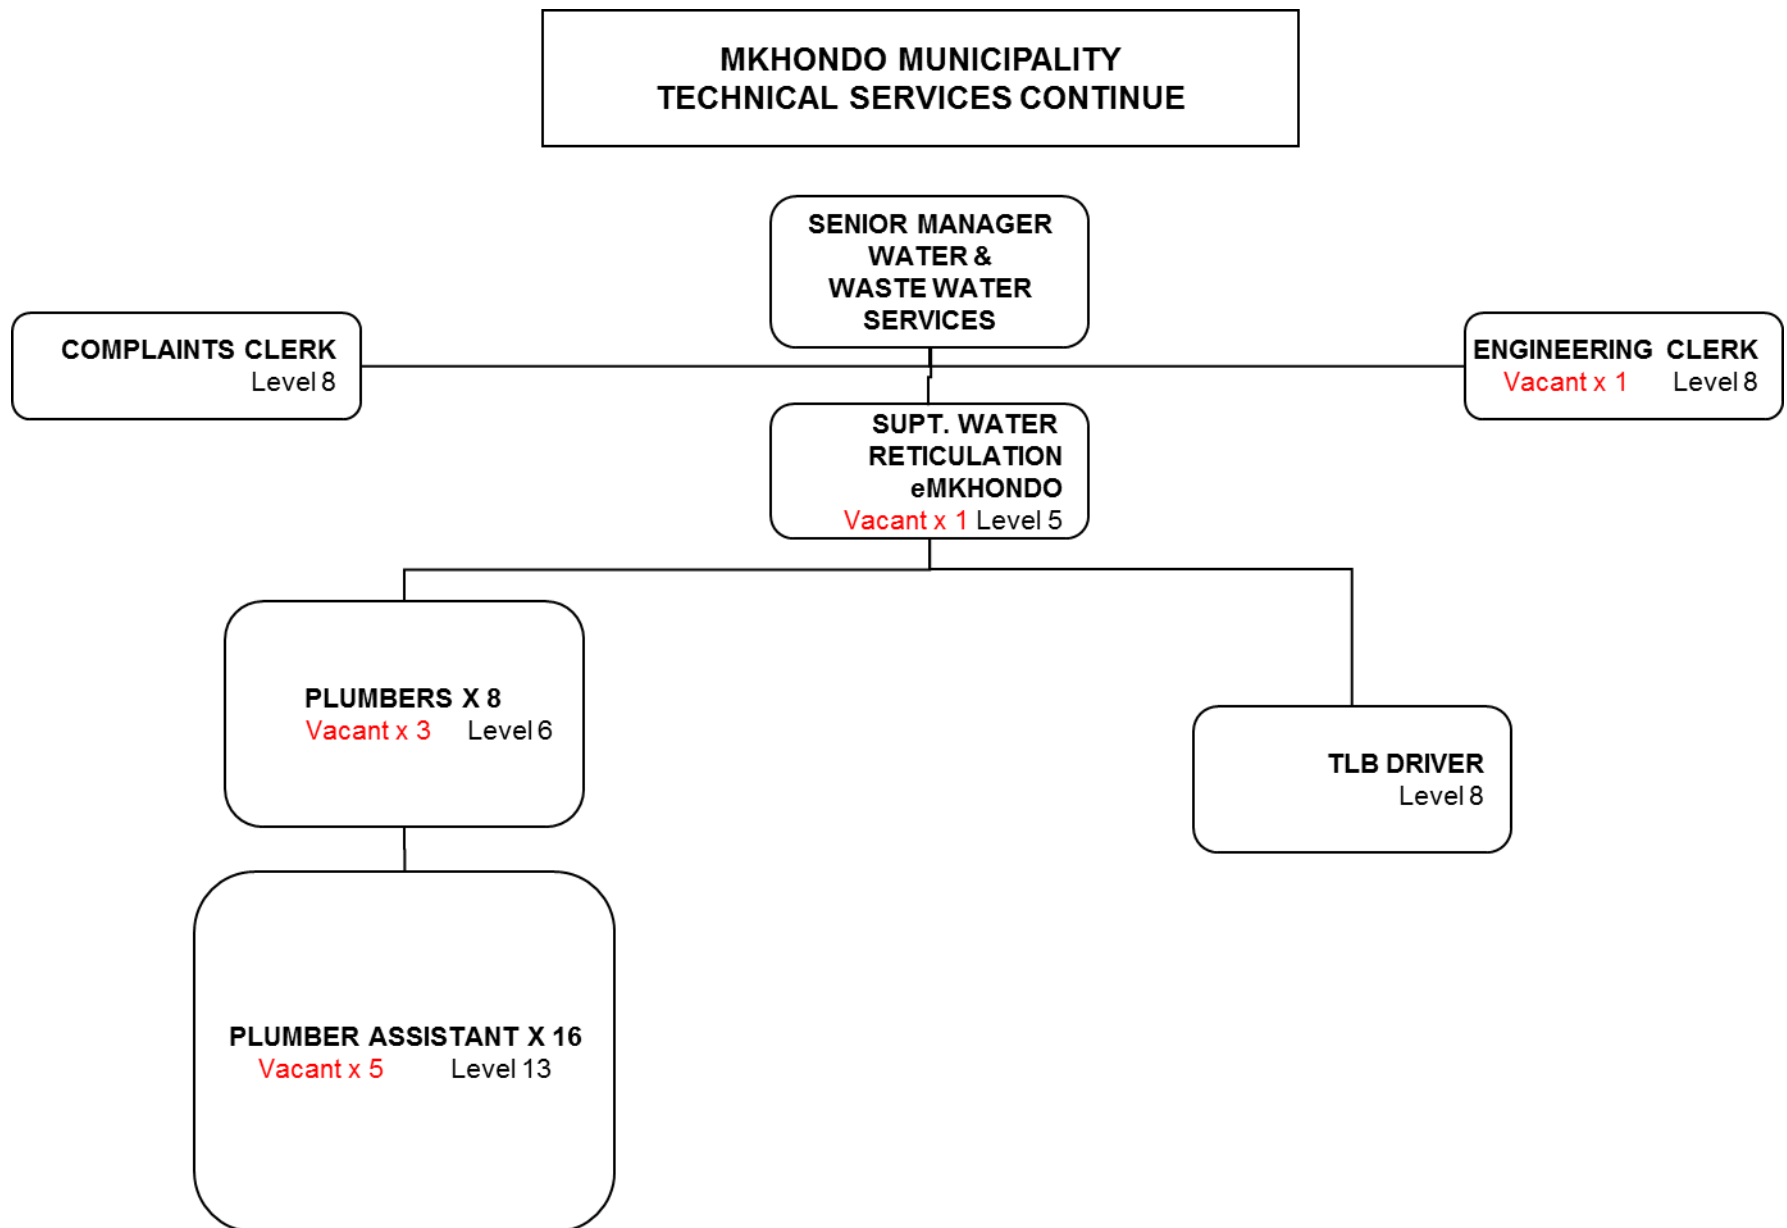 MKHONDO MUNICIPALITY
TECHNICAL SERVICES CONTINUE
SENIOR MANAGER
WATER &
WASTE WATER
SERVICES
COMPLAINTS CLERK
Level 8
ENGINEERING CLERK
Vacant x 1 Level 8
SUPT. WATER
RETICULATION
eMKHONDO
Vacant x 1 Level 5
PLUMBERS X 8
Vacant x 3 Level 6
TLB DRIVER
Level 8
PLUMBER ASSISTANT X 16
Vacant x 5 Level 13